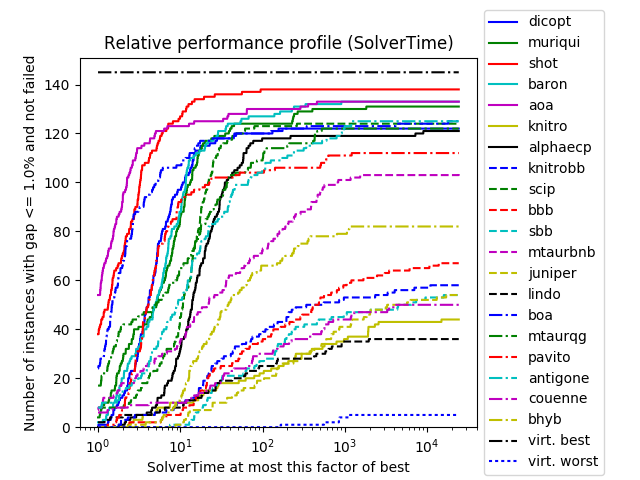 Relative performance profile (SolverTime)
Number of instances with gap <= 1.0% and not failed
140
120
100
80
60
40
20
0
10^0
10^1
10^2
10^3
10^4
SolverTime at most this factor of best
dicopt
muriqui
shot
baron
aoa
knitro
alphaecp
knitrobb
scip
bbb
sbb
mtaurbnb
juniper
lindo
boa
mtaurqg
pavito
antigone
couenne
bhyb
virt. best
virt. worst